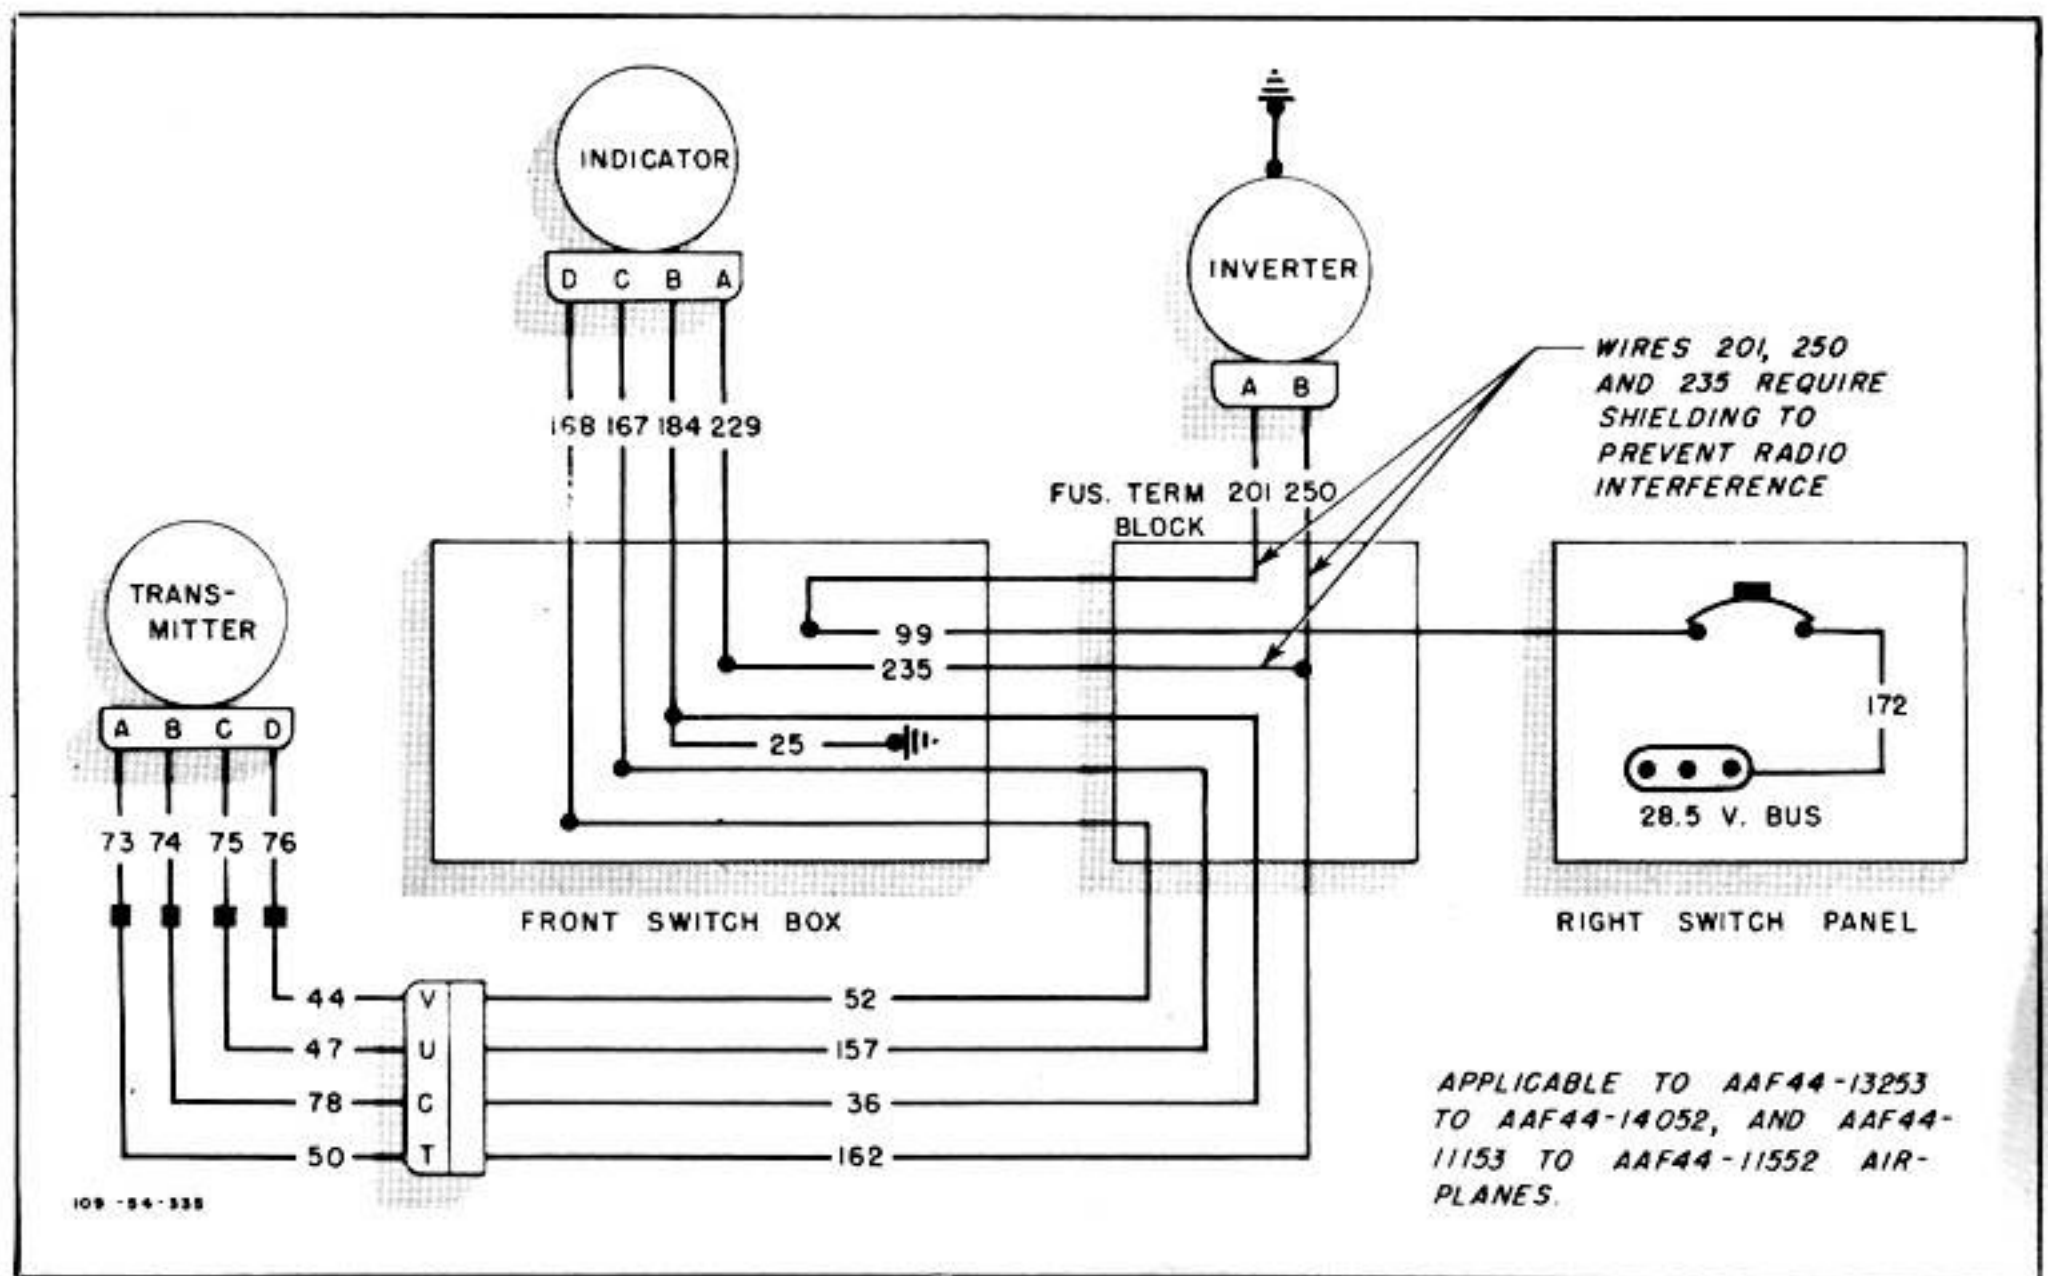 INDICATOR
D C B A
168 167 184 229
INVERTER
A B
201 250
WIRES 201, 250
AND 235 REQUIRE
SHIELDING TO
PREVENT RADIO
INTERFERENCE
FUS. TERM
BLOCK
TRANS-
MITTER
A B C D
73 74 75 76
99
235
25
FRONT SWITCH BOX
172
28.5 V. BUS
RIGHT SWITCH PANEL
44 V 52
47 U 157
78 C 36
50 T 162
APPLICABLE TO AAF44-13253
TO AAF44-14052, AND AAF44-
11153 TO AAF44-11552 AIR-
PLANES.
109-54-335